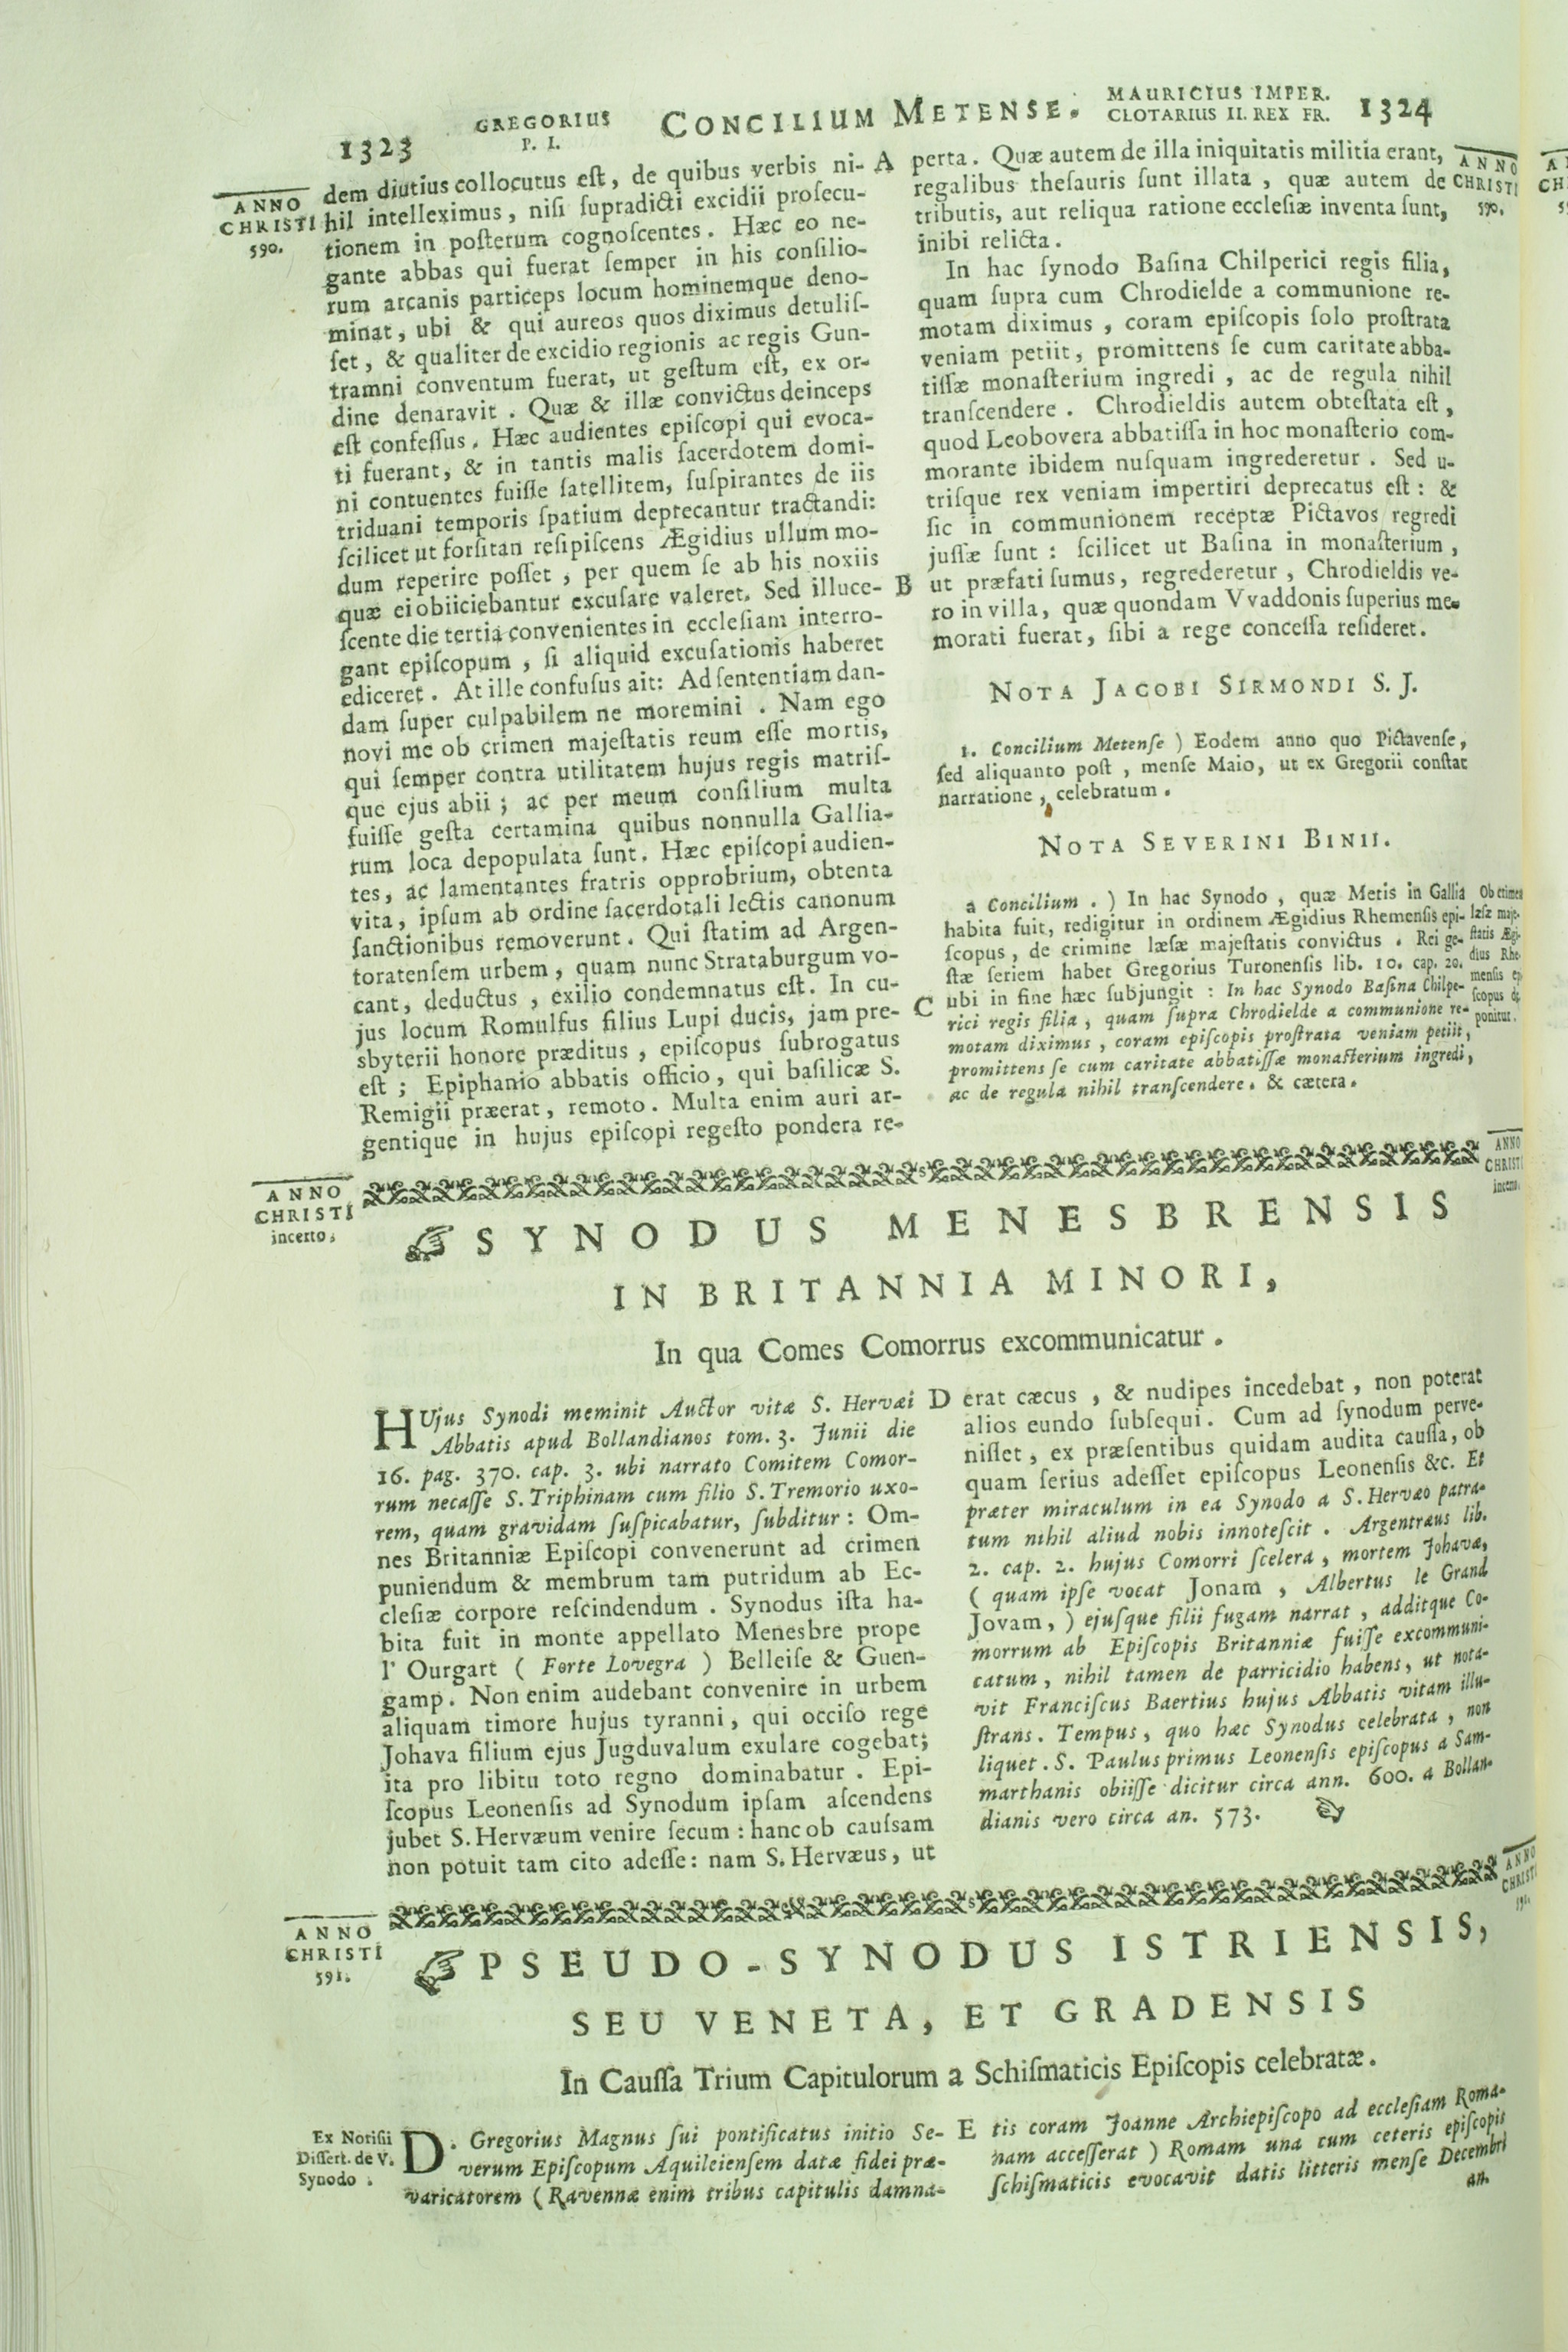 1323
GREGORIUS
P. I.
CONCILIUM METENSE.
MAURICIUS IMPER.
CLOTARIUS II. REX FR.
1324
ANNO
CHRISTI
590.
dem diutius collocutus eſt, de quibus verbis ni-
hil intelleximus, niſi ſupradicti excidii proſecu-
tionem in poſterum cognoſcentes. Hæc eo ne-
gante abbas qui fuerat ſemper in his conſilio-
rum arcanis particeps locum hominemque deno-
minat, ubi & qui aureos quos diximus detuliſ-
ſet, & qualiter de excidio regionis ac regis Gun-
tramni conventum fuerat, ut geſtum eſt, ex or-
dine denaravit. Quæ & illæ convictus deinceps
eſt confeſſus. Hæc audientes epiſcopi qui evoca-
ti fuerant, & in tantis malis ſacerdotem domi-
ni contuentes fuiſſe ſatellitem, ſuſpirantes de iis
triduani temporis ſpatium deprecantur tractandi:
ſcilicet ut forſitan reſipiſcens Ægidius ullum mo-
dum reperire poſſet, per quem ſe ab his noxiis
quæ ei obiiciebantur excuſare valeret. Sed illuce-
ſcente die tertia convenientes in eccleſiam interro-
gant epiſcopum, ſi aliquid excuſationis haberet
ediceret. At ille confuſus ait: Ad ſententiam dan-
dam ſuper culpabilem ne moremini. Nam ego
novi me ob crimen majeſtatis reum eſſe mortis,
qui ſemper contra utilitatem hujus regis matriſ-
que ejus abii; ac per meum conſilium multa
fuiſſe geſta certamina quibus nonnulla Gallia-
rum loca depopulata ſunt. Hæc epiſcopi audien-
tes, ac lamentantes fratris opprobrium, obtenta
vita, ipſum ab ordine ſacerdotali lectis canonum
ſanctionibus removerunt. Qui ſtatim ad Argen-
toratenſem urbem, quam nunc Strataburgum vo-
cant, deductus, exilio condemnatus eſt. In cu-
jus locum Romulfus filius Lupi ducis, jam pre-
sbyterii honore præditus, epiſcopus ſubrogatus
eſt; Epiphanio abbatis officio, qui baſilicæ S.
Remigii præerat, remoto. Multa enim auri ar-
gentique in hujus epiſcopi regeſto pondera re-
A
B
C
perta. Quæ autem de illa iniquitatis militia erant,
regalibus theſauris ſunt illata, quæ autem de
tributis, aut reliqua ratione eccleſiæ inventa ſunt,
inibi relicta.
In hac ſynodo Baſina Chilperici regis filia,
quam ſupra cum Chrodielde a communione re-
motam diximus, coram epiſcopis ſolo proſtrata
veniam petiit, promittens ſe cum caritate abba-
tiſſæ monaſterium ingredi, ac de regula nihil
tranſcendere. Chrodieldis autem obteſtata eſt,
quod Leobovera abbatiſſa in hoc monaſterio com-
morante ibidem nuſquam ingrederetur. Sed u-
triſque rex veniam impertiri deprecatus eſt: &
ſic in communionem receptæ Pictavos regredi
juſſæ ſunt: ſcilicet ut Baſina in monaſterium,
ut præfati ſumus, regrederetur, Chrodieldis ve-
ro in villa, quæ quondam Vvaddonis ſuperius me-
morati fuerat, ſibi a rege conceſſa reſideret.
ANNO
CHRISTI
590.
NOTA JACOBI SIRMONDI S. J.
1. Concilium Metenſe ) Eodem anno quo Pictavenſe,
ſed aliquanto poſt, menſe Maio, ut ex Gregorii conſtat
narratione, celebratum.
NOTA SEVERINI BINII.
a Concilium. ) In hac Synodo, quæ Metis in Gallia
habita fuit, redigitur in ordinem Ægidius Rhemenſis epi-
ſcopus, de crimine læſæ majeſtatis convictus. Rei ge-
ſtæ ſeriem habet Gregorius Turonenſis lib. 10. cap. 20.
ubi in fine hæc ſubjungit: In hac Synodo Baſina Chilpe-
rici regis filia, quam ſupra Chrodielde a communione re-
motam diximus, coram epiſcopis proſtrata veniam petiit,
promittens ſe cum caritate abbatiſſæ monaſterium ingredi,
ac de regula nihil tranſcendere. & cætera.
Ob crimen
læſæ maje-
ſtatis Ægi-
dius Rhe-
menſis ep
ſcopus de
ponitur.
ANNO
CHRISTI
incerto.
ANNO
CHRISTI
incerto.
SYNODUS MENESBRENSIS
IN BRITANNIA MINORI,
In qua Comes Comorrus excommunicatur.
HUjus Synodi meminit Auctor vitæ S. Hervæi
Abbatis apud Bollandianos tom. 3. Junii die
16. pag. 370. cap. 3. ubi narrato Comitem Comor-
rum necaſſe S. Triphinam cum filio S. Tremorio uxo-
rem, quam gravidam ſuſpicabatur, ſubditur: Om-
nes Britanniæ Epiſcopi convenerunt ad crimen
puniendum & membrum tam putridum ab Ec-
cleſiæ corpore reſcindendum. Synodus iſta ha-
bita fuit in monte appellato Menesbre prope
l' Ourgart ( Forte Lovegra ) Belleiſe & Guen-
gamp. Non enim audebant convenire in urbem
aliquam timore hujus tyranni, qui occiſo rege
Johava filium ejus Jugduvalum exulare cogebat;
ita pro libitu toto regno dominabatur. Epi-
ſcopus Leonenſis ad Synodum ipſam aſcendens
jubet S. Hervæum venire ſecum: hanc ob cauſam
non potuit tam cito adeſſe: nam S. Hervæus, ut
D
erat cæcus, & nudipes incedebat, non poterat
alios eundo ſubſequi. Cum ad ſynodum perve-
niſſet, ex præſentibus quidam audita cauſſa, ob
quam ſerius adeſſet epiſcopus Leonenſis &c. Et
præter miraculum in ea Synodo a S. Hervæo patra-
tum nihil aliud nobis innoteſcit. Argentræus lib.
2. cap. 2. hujus Comorri ſcelera, mortem Johavæ,
( quam ipſe vocat Jonam, Albertus le Grand
Jovam, ) ejuſque filii fugam narrat, additque Co-
morrum ab Epiſcopis Britanniæ fuiſſe excommuni-
catum, nihil tamen de parricidio habens, ut nota-
vit Franciſcus Baertius hujus Abbatis vitam illu-
ſtrans. Tempus, quo hæc Synodus celebrata, non
liquet. S. Paulus primus Leonenſis epiſcopus a Sam-
marthanis obiiſſe dicitur circa ann. 600. a Bollan-
dianis vero circa an. 573.
ANNO
CHRISTI
591.
ANNO
CHRISTI
591.
PSEUDO-SYNODUS ISTRIENSIS,
SEU VENETA, ET GRADENSIS
In Cauſſa Trium Capitulorum a Schiſmaticis Epiſcopis celebratæ.
Ex Noriſii
Diſſert. de V.
Synodo.
D. Gregorius Magnus ſui pontificatus initio Se-
verum Epiſcopum Aquileienſem datæ fidei præ-
varicatorem ( Ravennæ enim tribus capitulis damna-
E
tis coram Joanne Archiepiſcopo ad eccleſiam Roma-
nam acceſſerat ) Romam una cum ceteris epiſcopis
ſchiſmaticis evocavit datis litteris menſe Decembri
an.